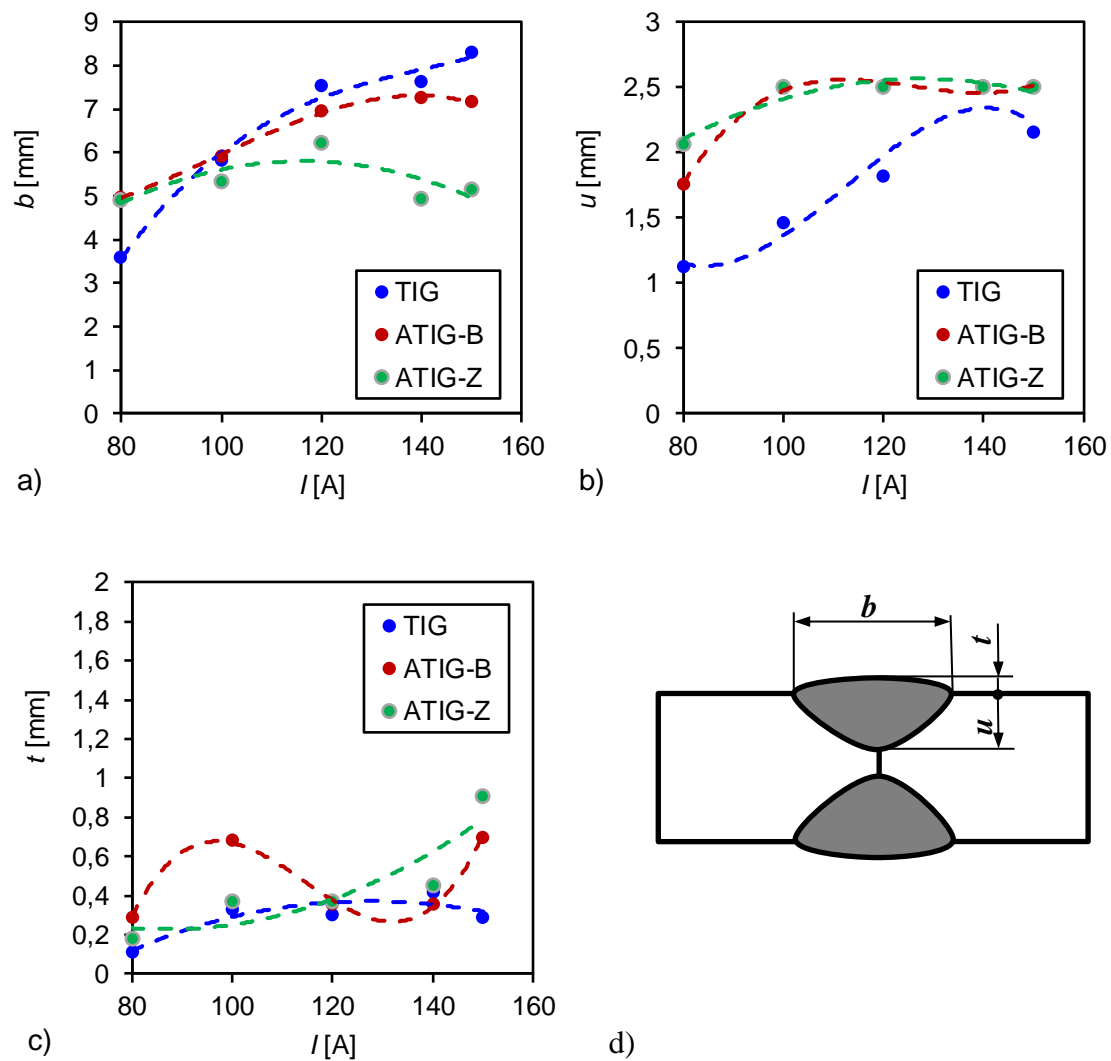 9
8
7
6
5
4
3
2
1
0
b [mm]
TIG
ATIG-B
ATIG-Z
80 100 120 140 160
I [A]
a)
3
2,5
2
1,5
1
0,5
0
u [mm]
TIG
ATIG-B
ATIG-Z
80 100 120 140 160
I [A]
b)
2
1,8
1,6
1,4
1,2
1
0,8
0,6
0,4
0,2
0
t [mm]
TIG
ATIG-B
ATIG-Z
80 100 120 140 160
I [A]
c)
b
t
u
d)